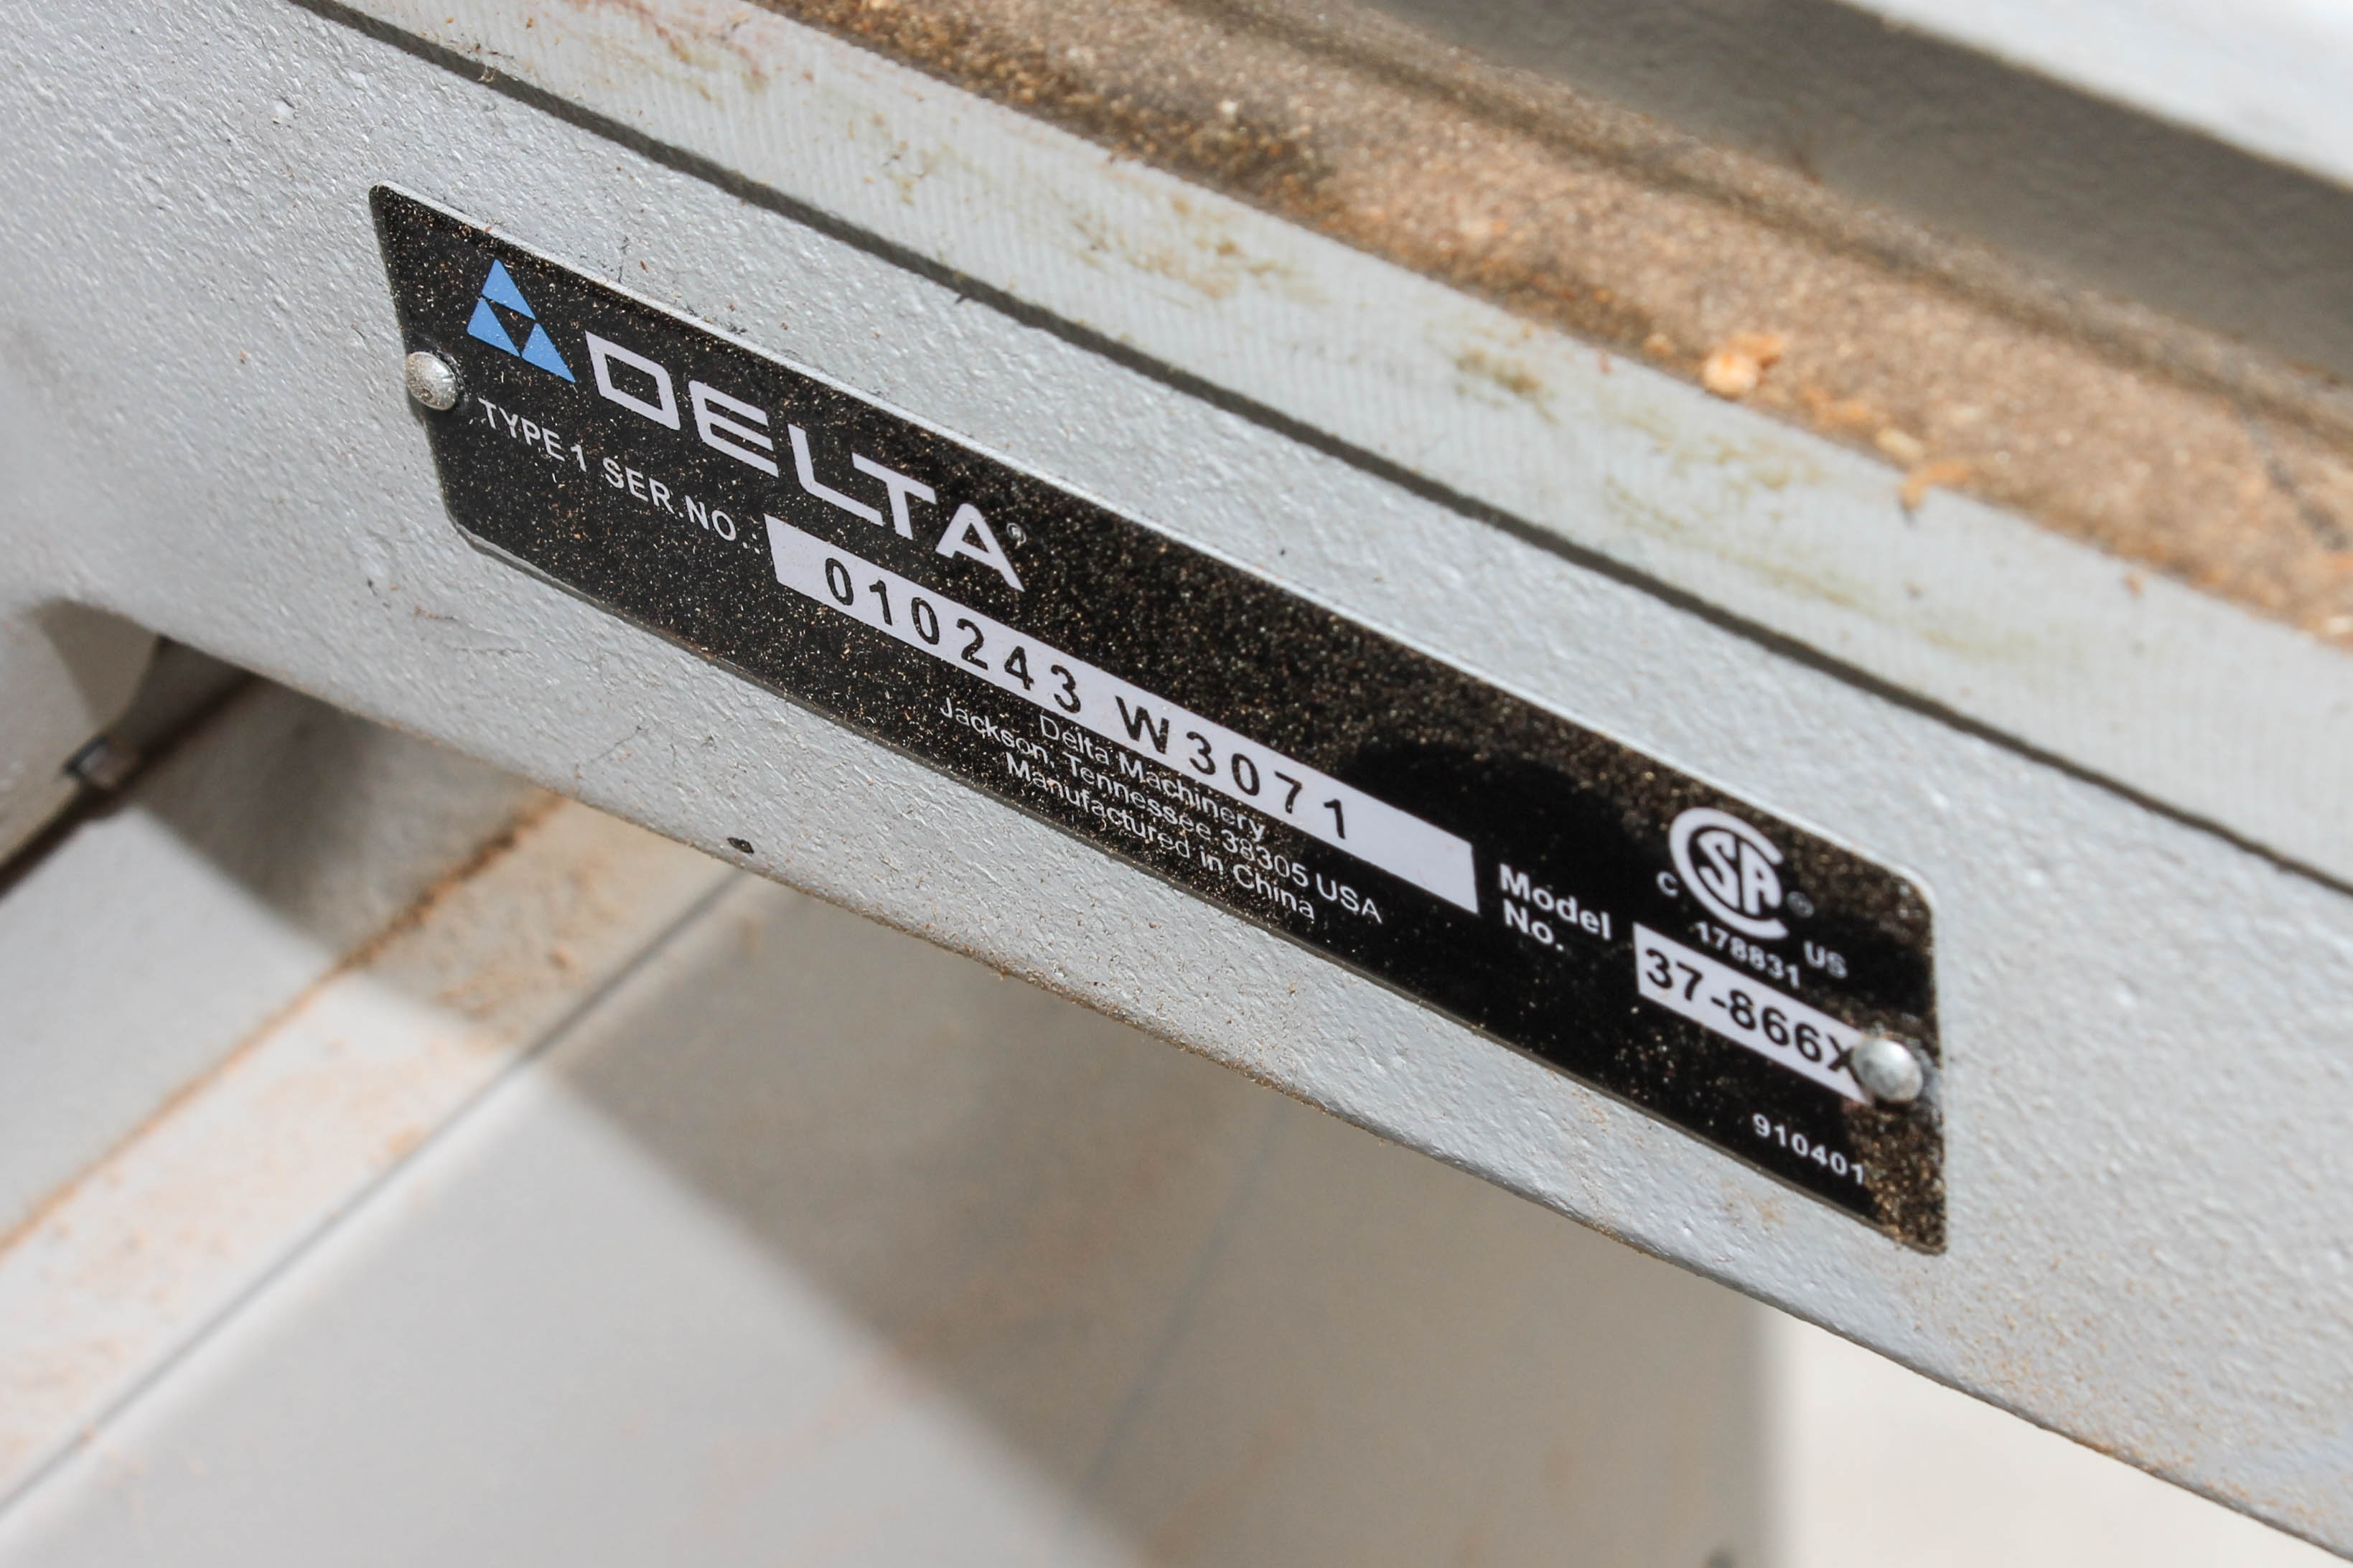 DELTA®
TYPE 1 SER.NO.: 010243 W3071
Delta Machinery
Jackson, Tennessee 38305 USA
Manufactured in China
CSA®
C US
178831
Model No. 37-866X
910401